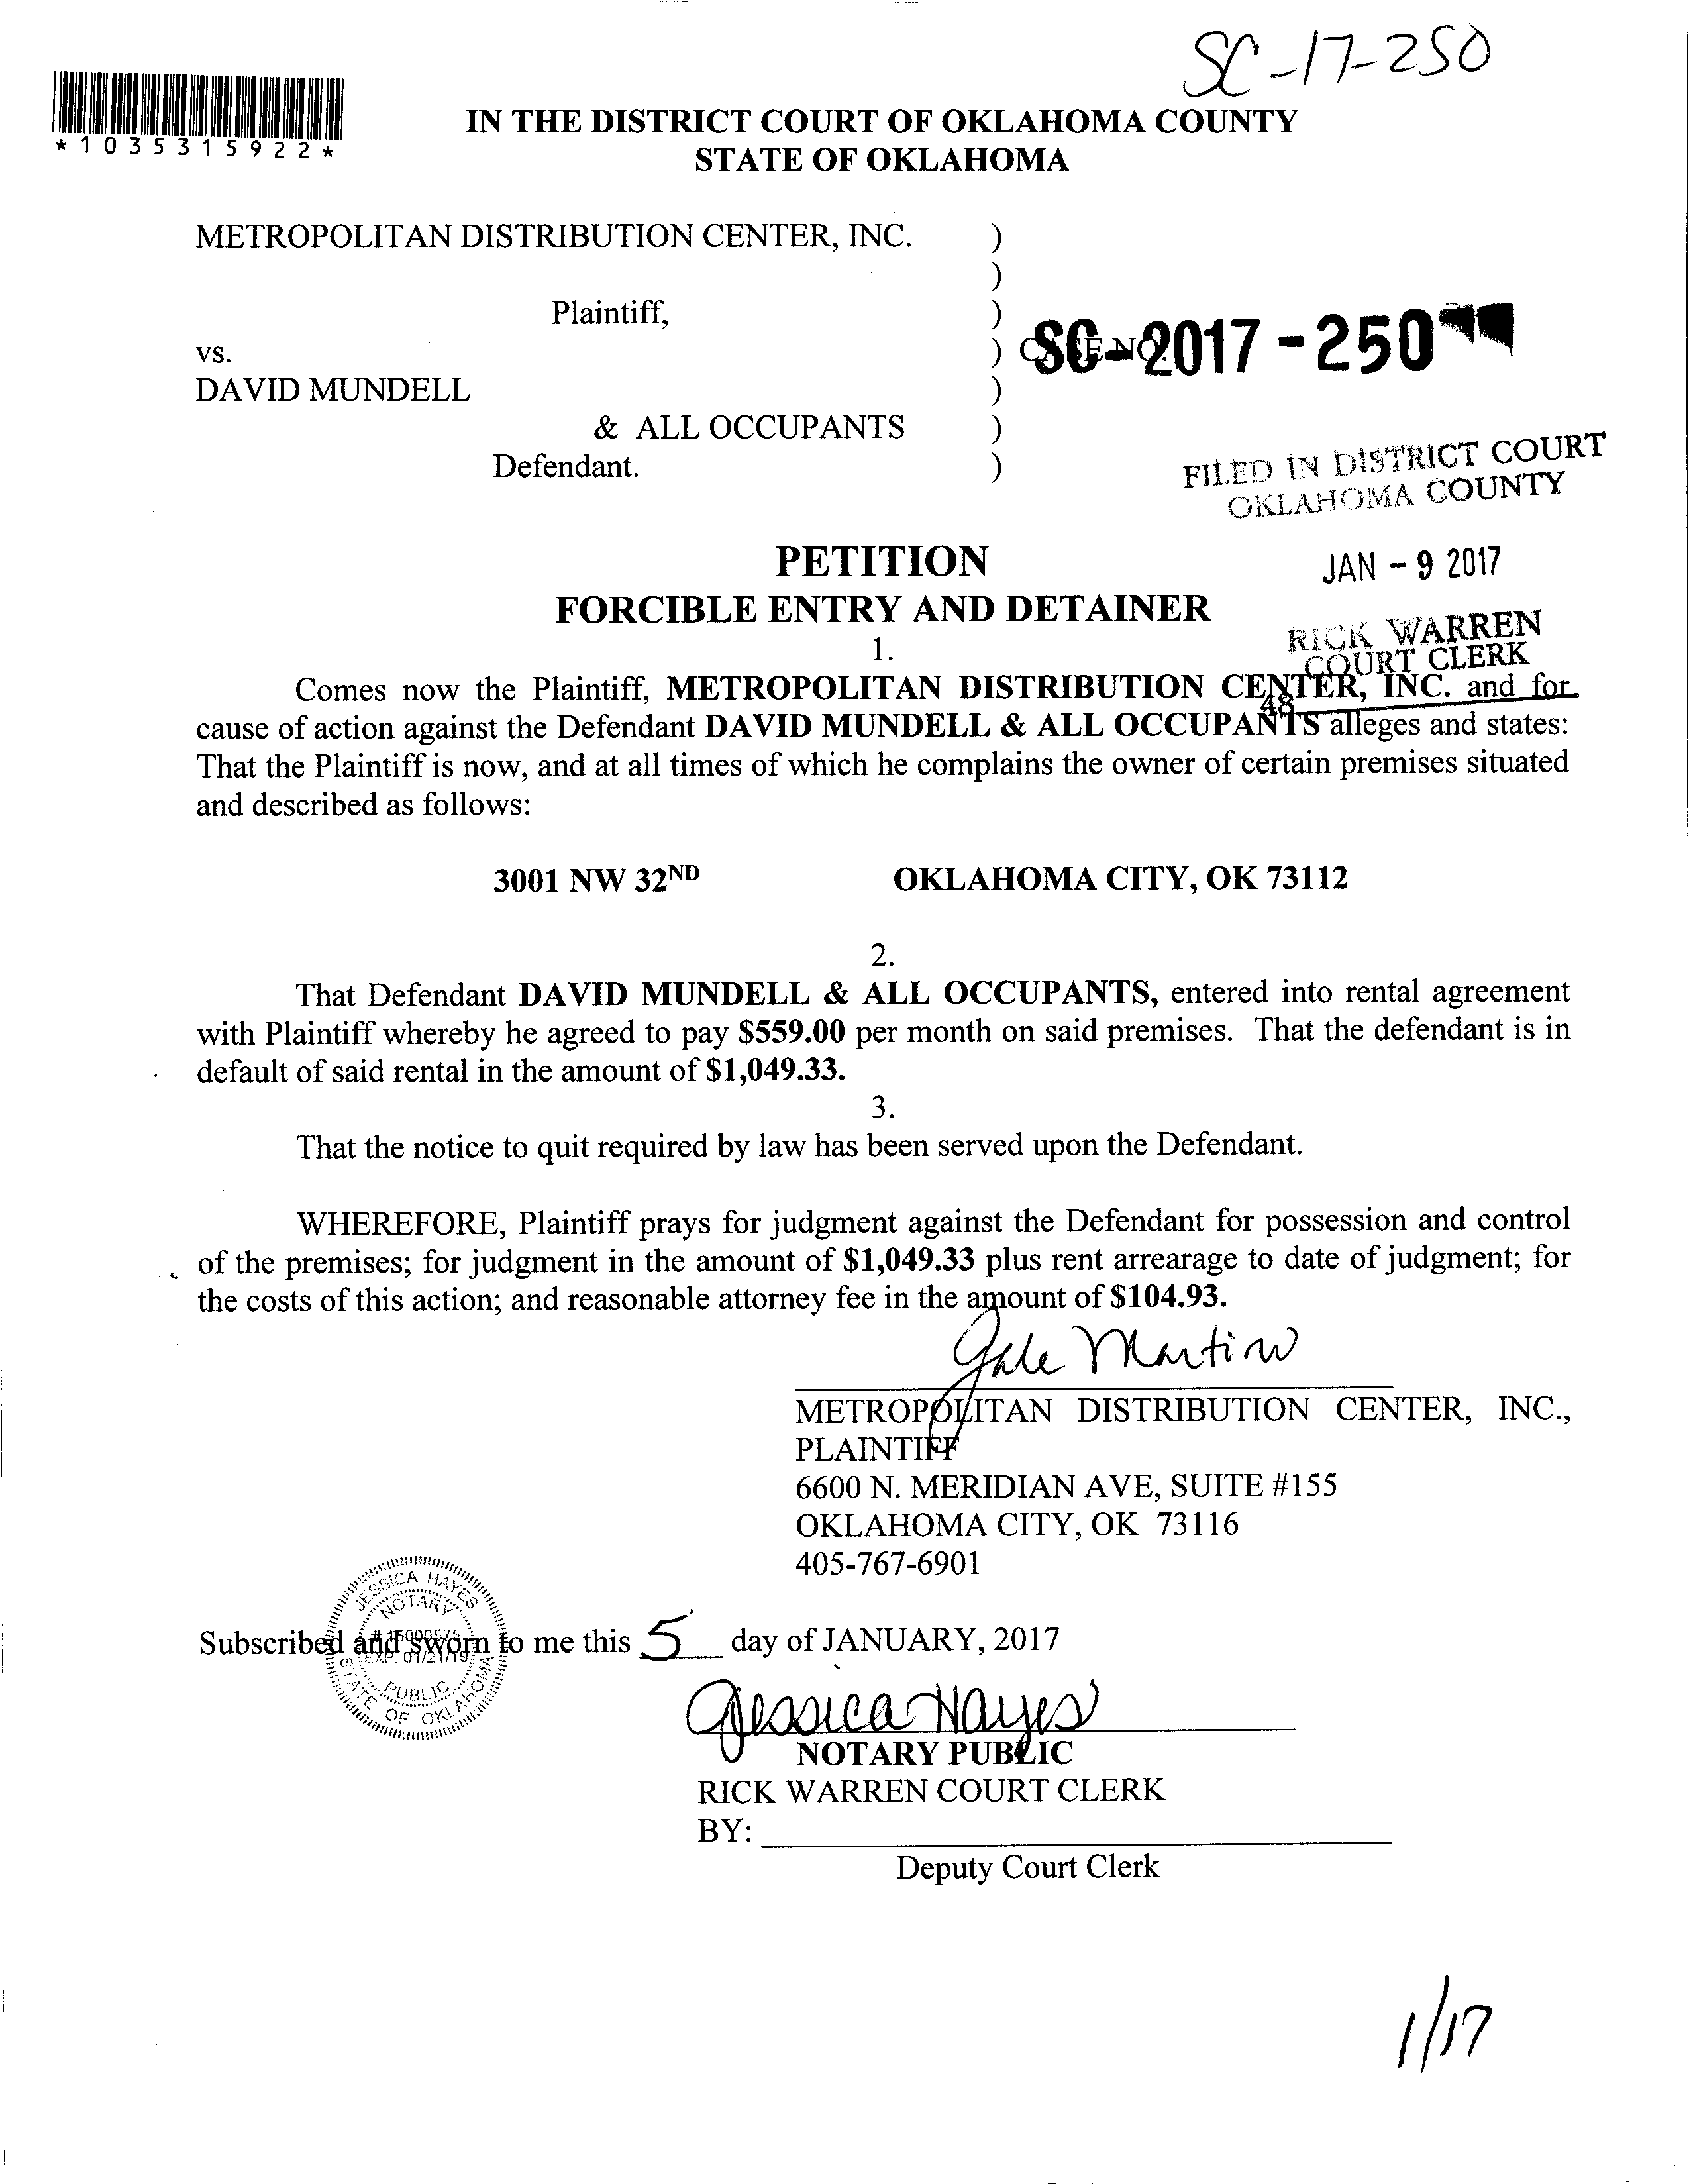 SC-17-250
*1035315922*
IN THE DISTRICT COURT OF OKLAHOMA COUNTY
STATE OF OKLAHOMA
METROPOLITAN DISTRIBUTION CENTER, INC. )
)
Plaintiff, )
vs. ) CASE NO. SC-2017-250
DAVID MUNDELL )
& ALL OCCUPANTS )
Defendant. )
FILED IN DISTRICT COURT
OKLAHOMA COUNTY
JAN - 9 2017
RICK WARREN
COURT CLERK
48
PETITION
FORCIBLE ENTRY AND DETAINER
1.
Comes now the Plaintiff, METROPOLITAN DISTRIBUTION CENTER, INC. and for
cause of action against the Defendant DAVID MUNDELL & ALL OCCUPANTS alleges and states:
That the Plaintiff is now, and at all times of which he complains the owner of certain premises situated
and described as follows:
3001 NW 32ND OKLAHOMA CITY, OK 73112
2.
That Defendant DAVID MUNDELL & ALL OCCUPANTS, entered into rental agreement
with Plaintiff whereby he agreed to pay $559.00 per month on said premises. That the defendant is in
default of said rental in the amount of $1,049.33.
3.
That the notice to quit required by law has been served upon the Defendant.
WHEREFORE, Plaintiff prays for judgment against the Defendant for possession and control
of the premises; for judgment in the amount of $1,049.33 plus rent arrearage to date of judgment; for
the costs of this action; and reasonable attorney fee in the amount of $104.93.
Gale Martin
METROPOLITAN DISTRIBUTION CENTER, INC.,
PLAINTIFF
6600 N. MERIDIAN AVE, SUITE #155
OKLAHOMA CITY, OK 73116
405-767-6901
JESSICA HAYES
NOTARY
# 15000575
EXP. 01/21/19
PUBLIC
STATE OF OKLAHOMA
Subscribed and sworn to me this 5 day of JANUARY, 2017
Jessica Hayes
NOTARY PUBLIC
RICK WARREN COURT CLERK
BY:
Deputy Court Clerk
1/17